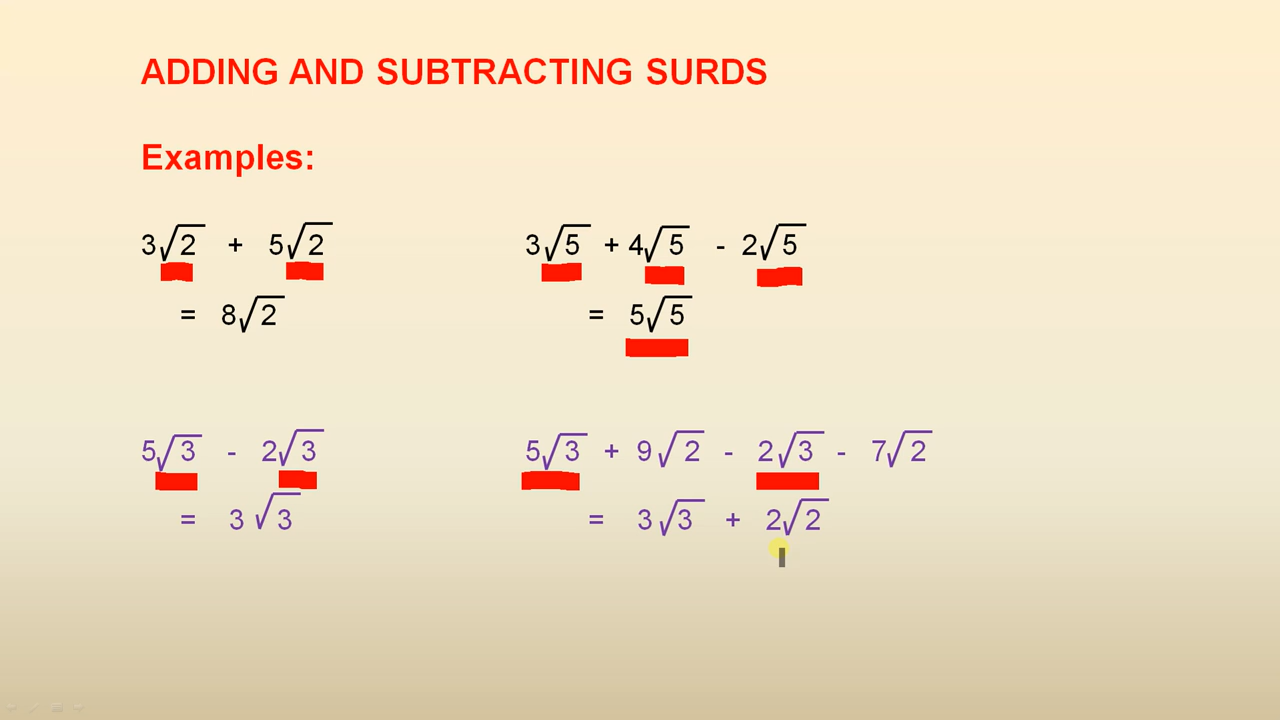 ADDING AND SUBTRACTING SURDS
Examples:
3√2 + 5√2
= 8√2
3√5 + 4√5 - 2√5
= 5√5
5√3 - 2√3
= 3√3
5√3 + 9√2 - 2√3 - 7√2
= 3√3 + 2√2